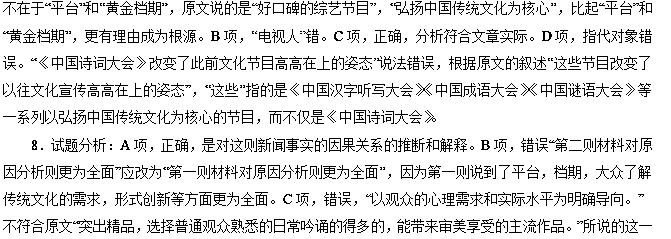 不在于“平台”和“黄金档期”，原文说的是“好口碑的综艺节目”，“弘扬中国传统文化为核心”，比起“平台”和
“黄金档期”，更有理由成为根源。B 项，“电视人”错。C 项，正确，分析符合文章实际。D 项，指代对象错
误。“《中国诗词大会》改变了此前文化节目高高在上的姿态”说法错误，根据原文的叙述“这些节目改变了
以往文化宣传高高在上的姿态”，“这些”指的是《中国汉字听写大会》《中国成语大会》《中国谜语大会》等
一系列以弘扬中国传统文化为核心的节目，而不仅是《中国诗词大会》。
8．试题分析：A 项，正确，是对这则新闻事实的因果关系的推断和解释。B 项，错误“第二则材料对原
因分析则更为全面”应改为“第一则材料对原因分析则更为全面”，因为第一则说到了平台，档期，大众了解
传统文化的需求，形式创新等方面更为全面。C 项，错误，“以观众的心理需求和实际水平为明确导向。”
不符合原文“突出精品，选择普通观众熟悉的日常吟诵的得多的，能带来审美享受的主流作品。”所说的这一